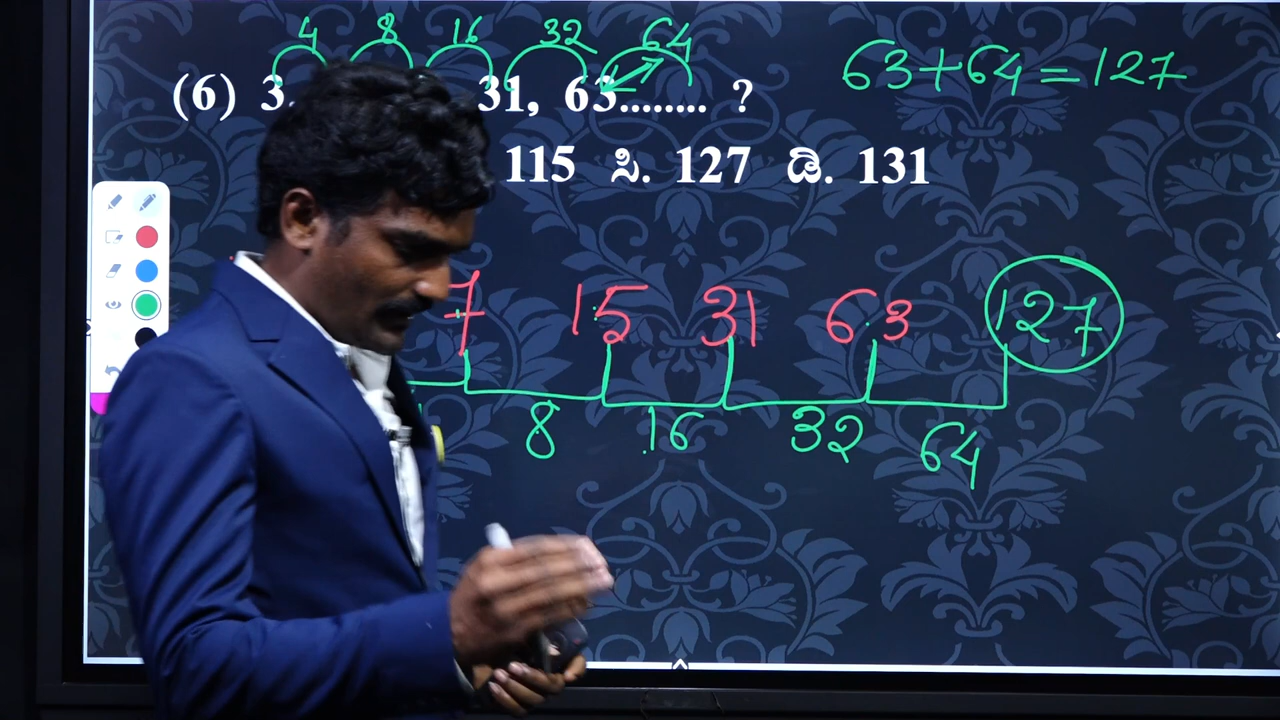 4 8 16 32 64
(6) 3. 31, 63........ ? 63+64=127
115 ಸಿ. 127 ಡಿ. 131
7 15 31 63 127
8 16 32 64